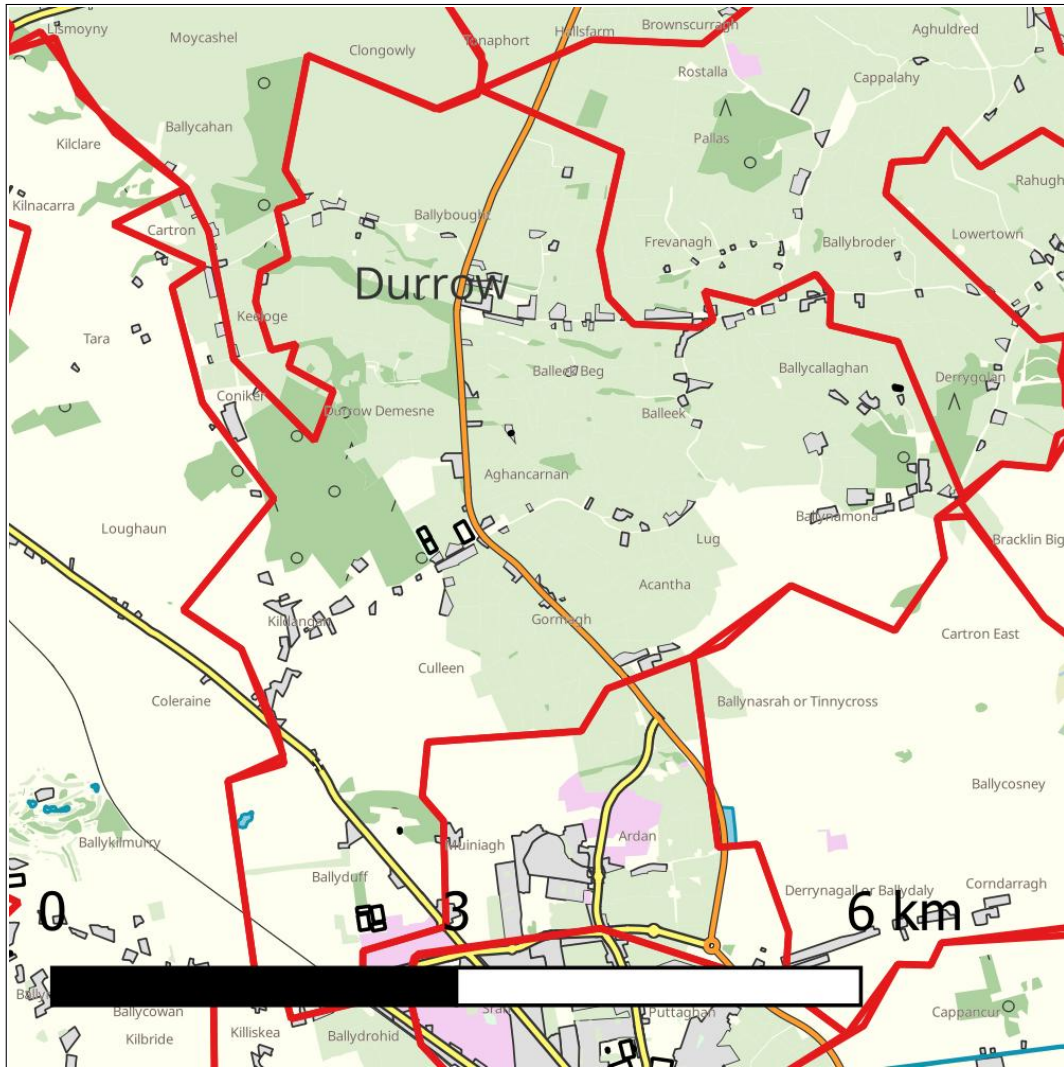 Lismoyny
Moycashel
Clongowly
Tonaphort
Hallsfarm
Brownscurragh
Aghuldred
Rostalla
Cappalahy
Ballycahan
Kilclare
Pallas
Rahugh
Kilnacarra
Cartron
Ballybought
Frevanagh
Ballybroder
Lowertown
Durrow
Keeloge
Tara
Balleek Beg
Ballycallaghan
Derrygolan
Coniker
Durrow Demesne
Balleek
Aghancarnan
Loughaun
Ballynamona
Lug
Bracklin Big
Acantha
Kildangan
Gormagh
Cartron East
Culleen
Coleraine
Ballynasrah or Tinnycross
Ballycosney
Ballykilmurry
Muiniagh
Ardan
Ballyduff
Derrynagall or Ballydaly
Corndarragh
0 3 6 km
Ballycowan
Kilbride
Killiskea
Ballydrohid
Puttaghan
Cappancur